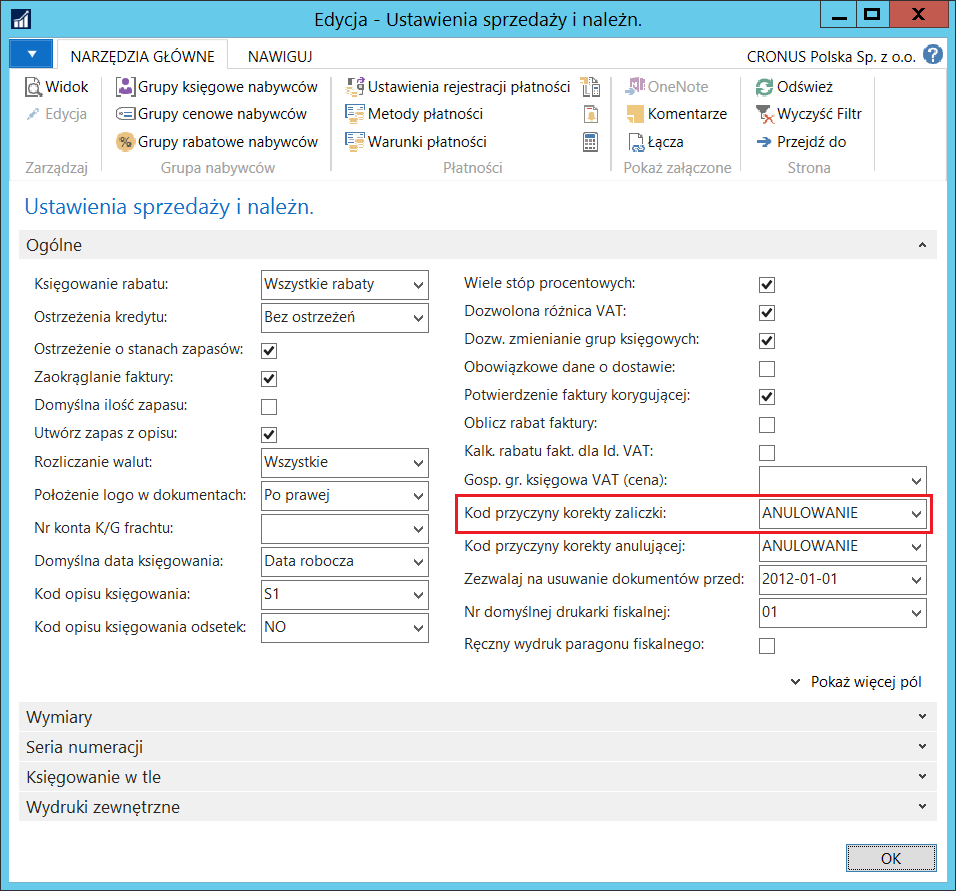 Edycja - Ustawienia sprzedaży i należn.
NARZĘDZIA GŁÓWNE
NAWIGUJ
CRONUS Polska Sp. z o.o.
?
Widok
Edycja
Zarządzaj
Grupy księgowe nabywców
Grupy cenowe nabywców
Grupy rabatowe nabywców
Grupa nabywców
Ustawienia rejestracji płatności
Metody płatności
Warunki płatności
Płatności
OneNote
Komentarze
Łącza
Pokaż załączone
Odśwież
Wyczyść Filtr
Przejdź do
Strona
Ustawienia sprzedaży i należn.
Ogólne
Księgowanie rabatu: Wszystkie rabaty
Ostrzeżenia kredytu: Bez ostrzeżeń
Ostrzeżenie o stanach zapasów:
Zaokrąglanie faktury:
Domyślna ilość zapasu:
Utwórz zapas z opisu:
Rozliczanie walut: Wszystkie
Położenie logo w dokumentach: Po prawej
Nr konta K/G frachtu:
Domyślna data księgowania: Data robocza
Kod opisu księgowania: S1
Kod opisu księgowania odsetek: NO
Wiele stóp procentowych:
Dozwolona różnica VAT:
Dozw. zmienianie grup księgowych:
Obowiązkowe dane o dostawie:
Potwierdzenie faktury korygującej:
Oblicz rabat faktury:
Kalk. rabatu fakt. dla Id. VAT:
Gosp. gr. księgowa VAT (cena):
Kod przyczyny korekty zaliczki: ANULOWANIE
Kod przyczyny korekty anulującej: ANULOWANIE
Zezwalaj na usuwanie dokumentów przed: 2012-01-01
Nr domyślnej drukarki fiskalnej: 01
Ręczny wydruk paragonu fiskalnego:
Pokaż więcej pól
Wymiary
Seria numeracji
Księgowanie w tle
Wydruki zewnętrzne
OK